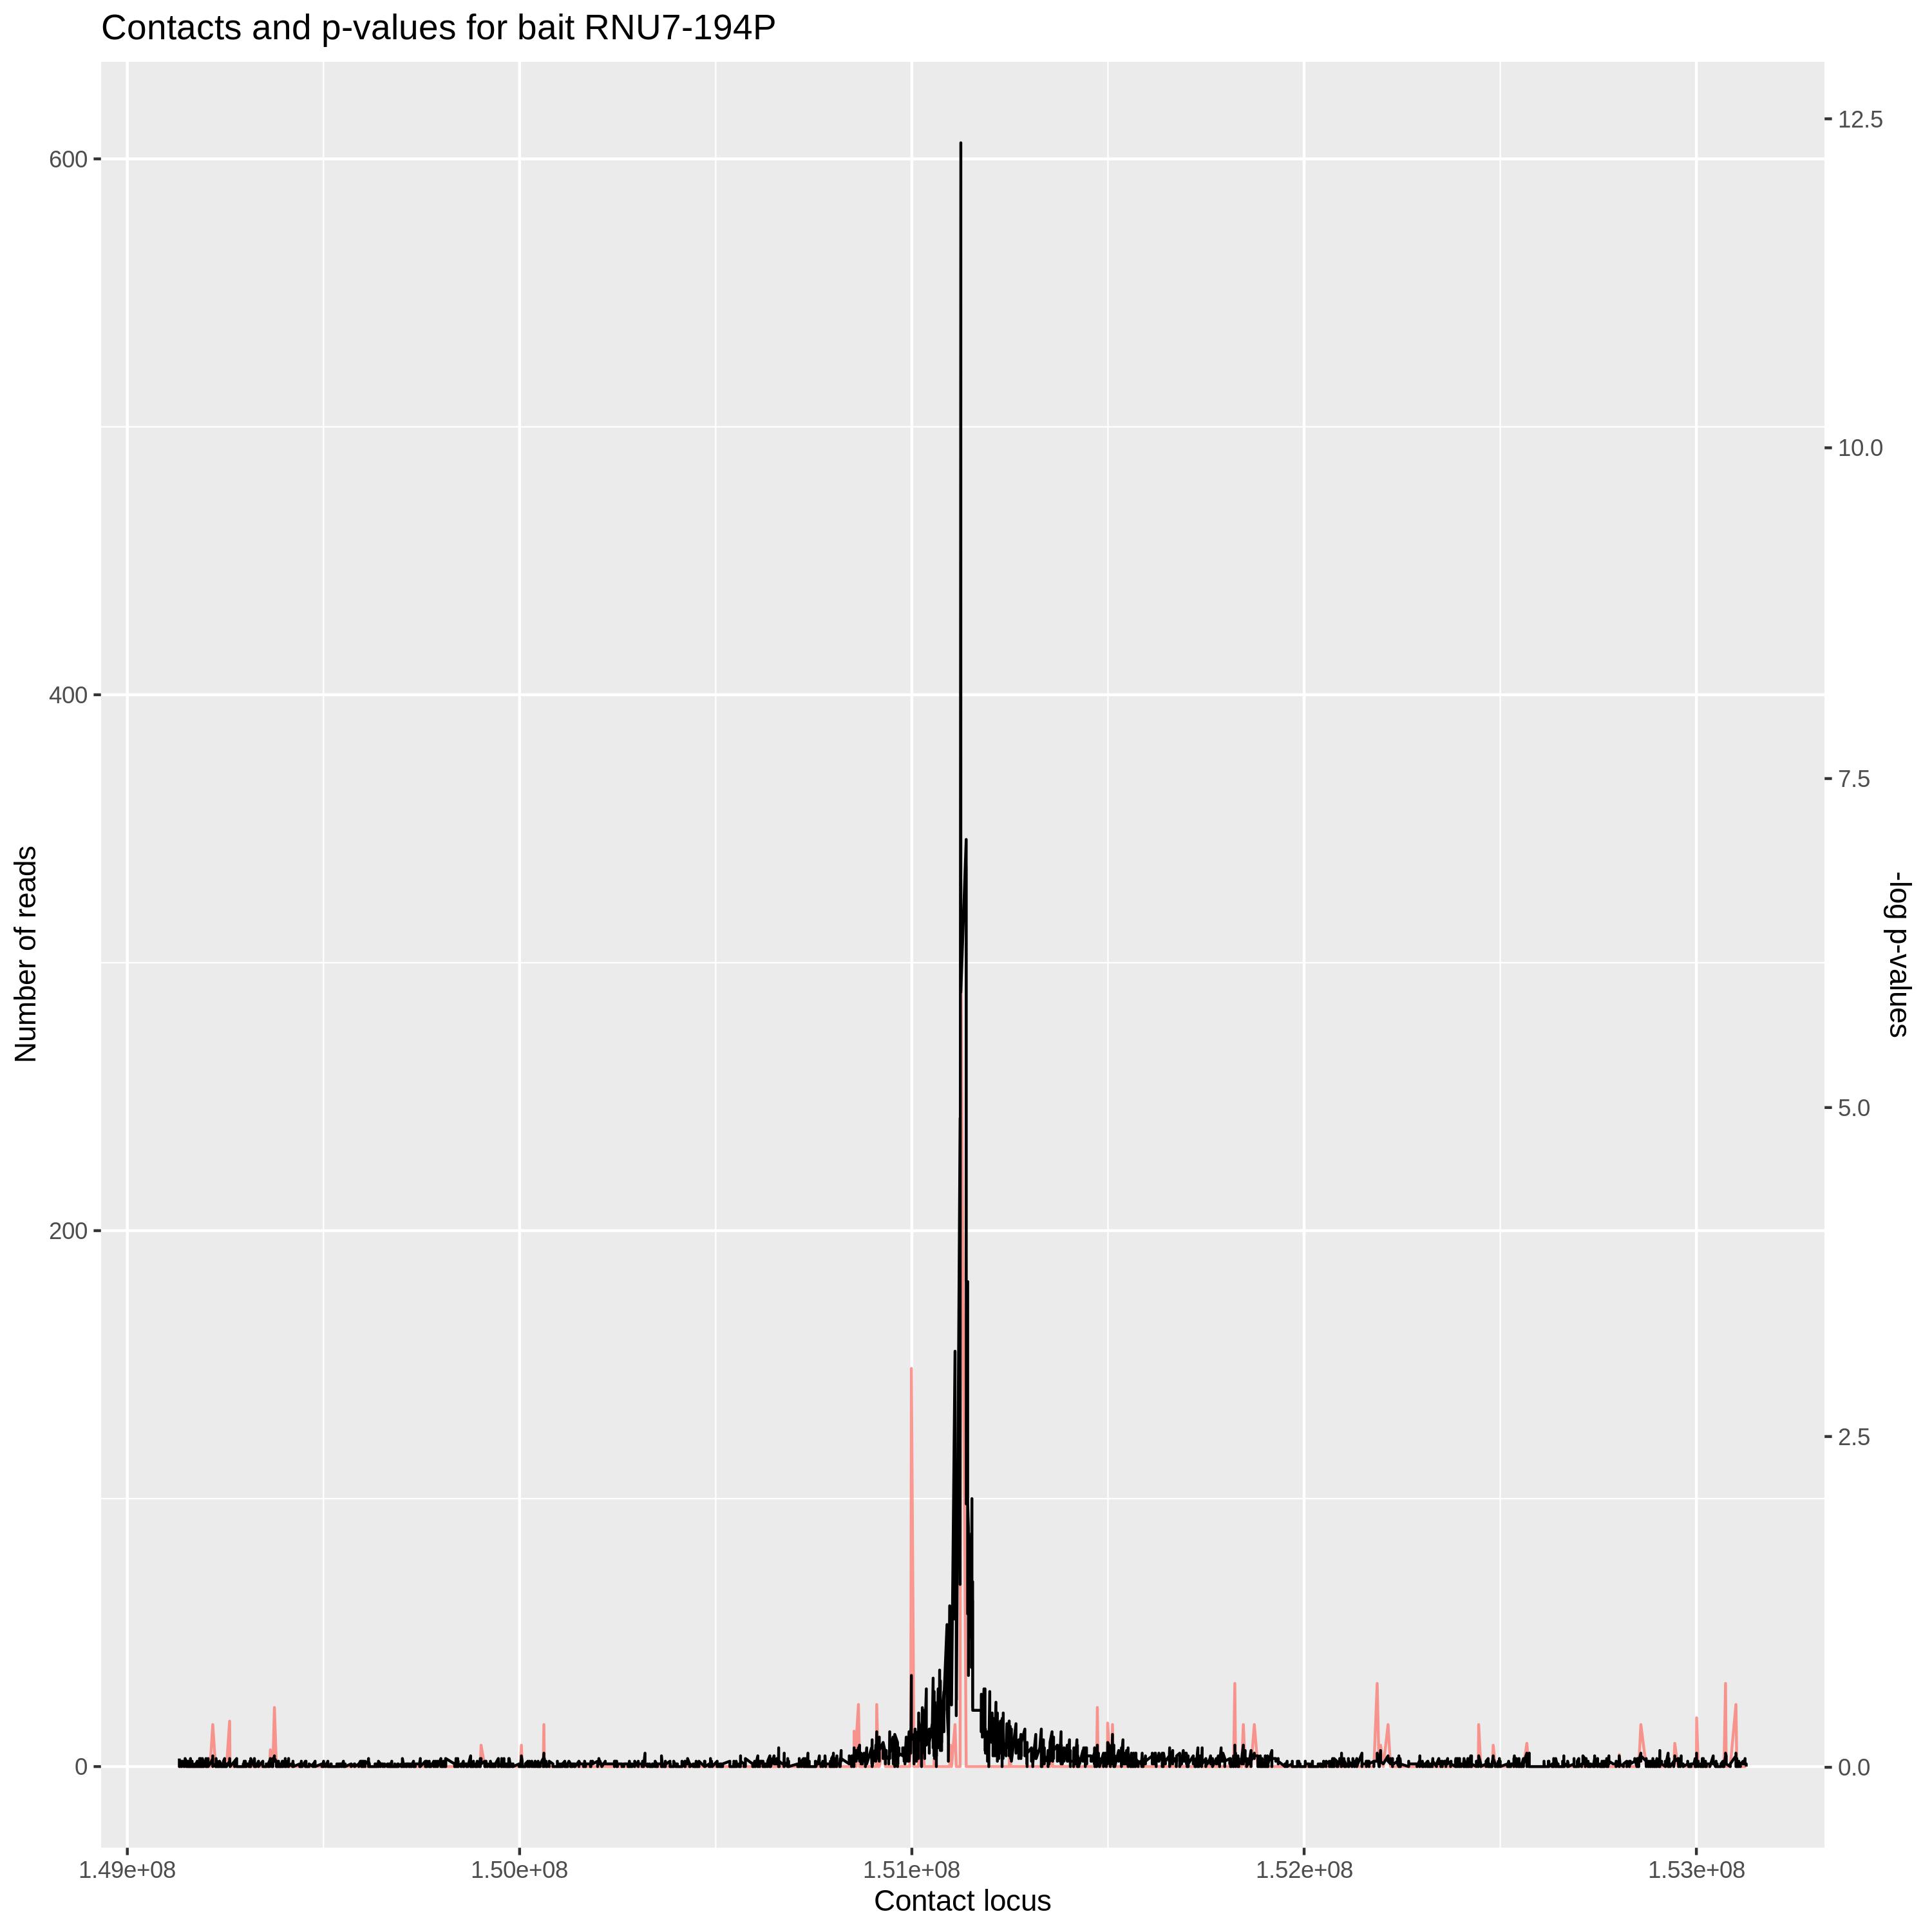 Contacts and p-values for bait RNU7-194P
600
400
200
0
Number of reads
12.5
10.0
7.5
5.0
2.5
0.0
-log p-values
1.49e+08
1.50e+08
1.51e+08
1.52e+08
1.53e+08
Contact locus